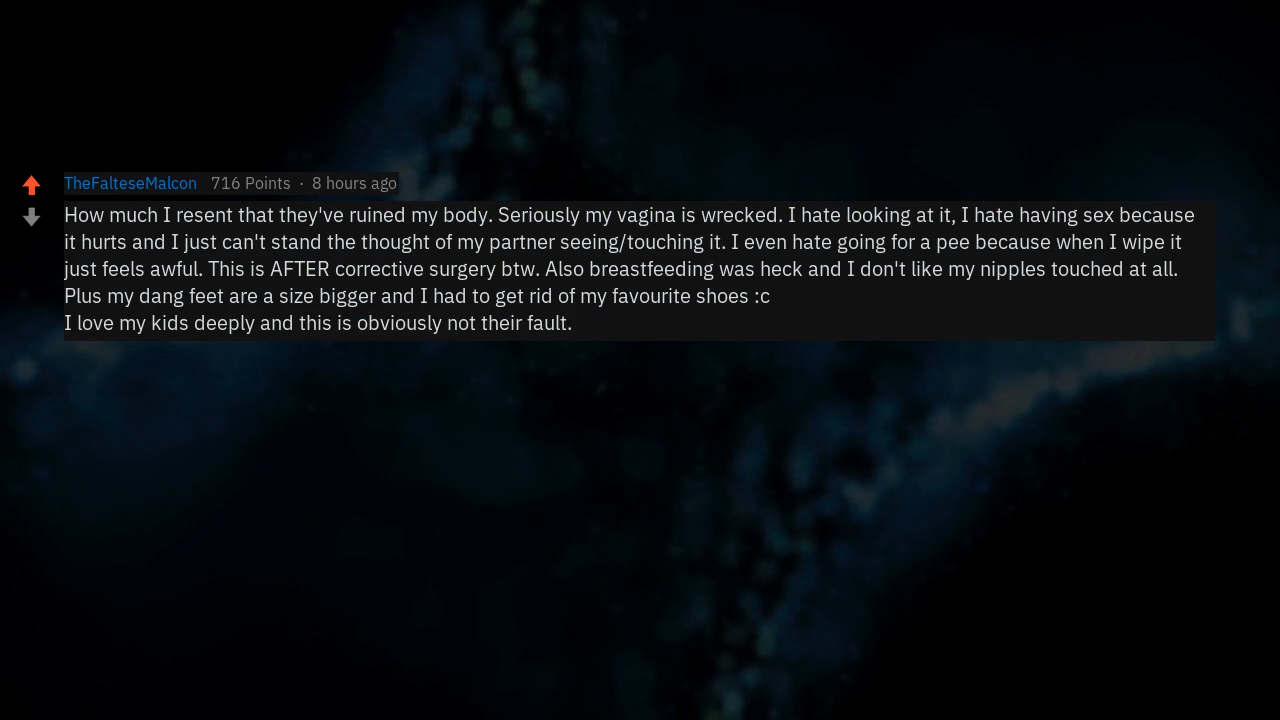 TheFalteseMalcon 716 Points · 8 hours ago
How much I resent that they've ruined my body. Seriously my vagina is wrecked. I hate looking at it, I hate having sex because
it hurts and I just can't stand the thought of my partner seeing/touching it. I even hate going for a pee because when I wipe it
just feels awful. This is AFTER corrective surgery btw. Also breastfeeding was heck and I don't like my nipples touched at all.
Plus my dang feet are a size bigger and I had to get rid of my favourite shoes :c
I love my kids deeply and this is obviously not their fault.